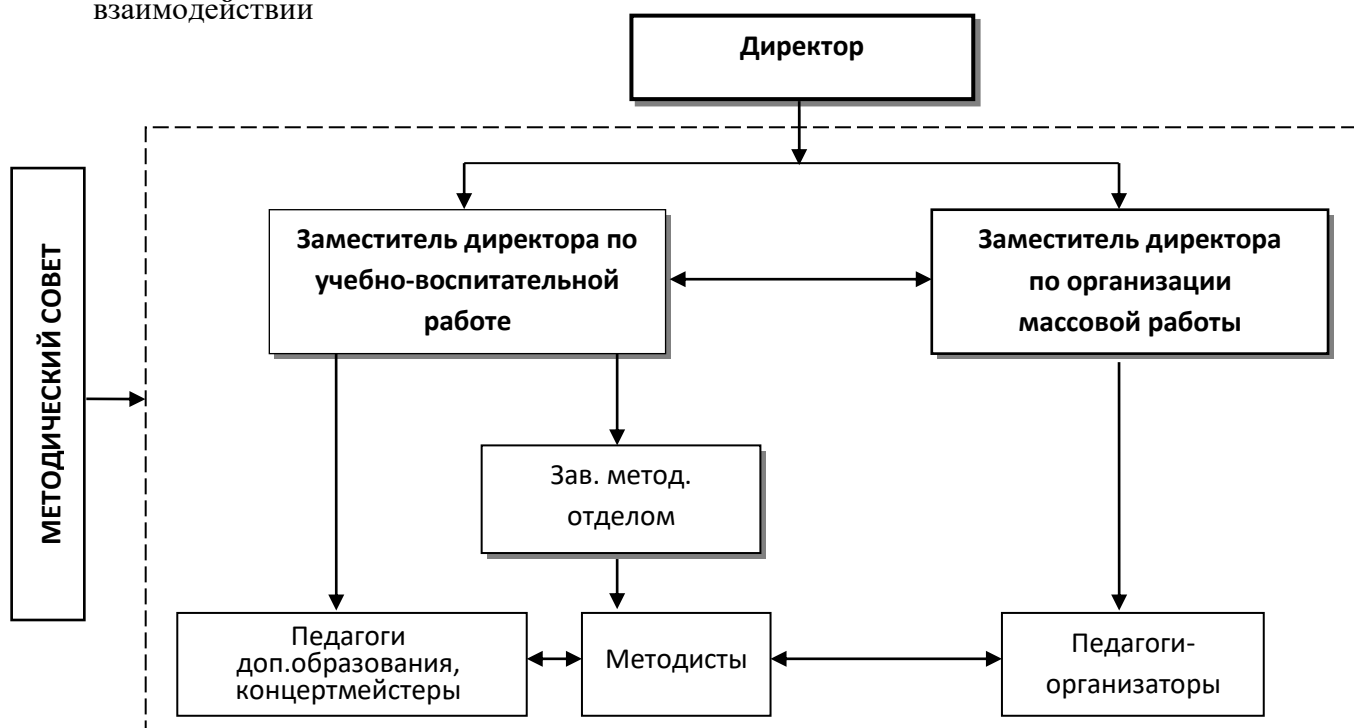 взаимодействии
Директор
МЕТОДИЧЕСКИЙ СОВЕТ
Заместитель директора по
учебно-воспитательной
работе
Заместитель директора
по организации
массовой работы
Зав. метод.
отделом
Педагоги
доп.образования,
концертмейстеры
Методисты
Педагоги-
организаторы